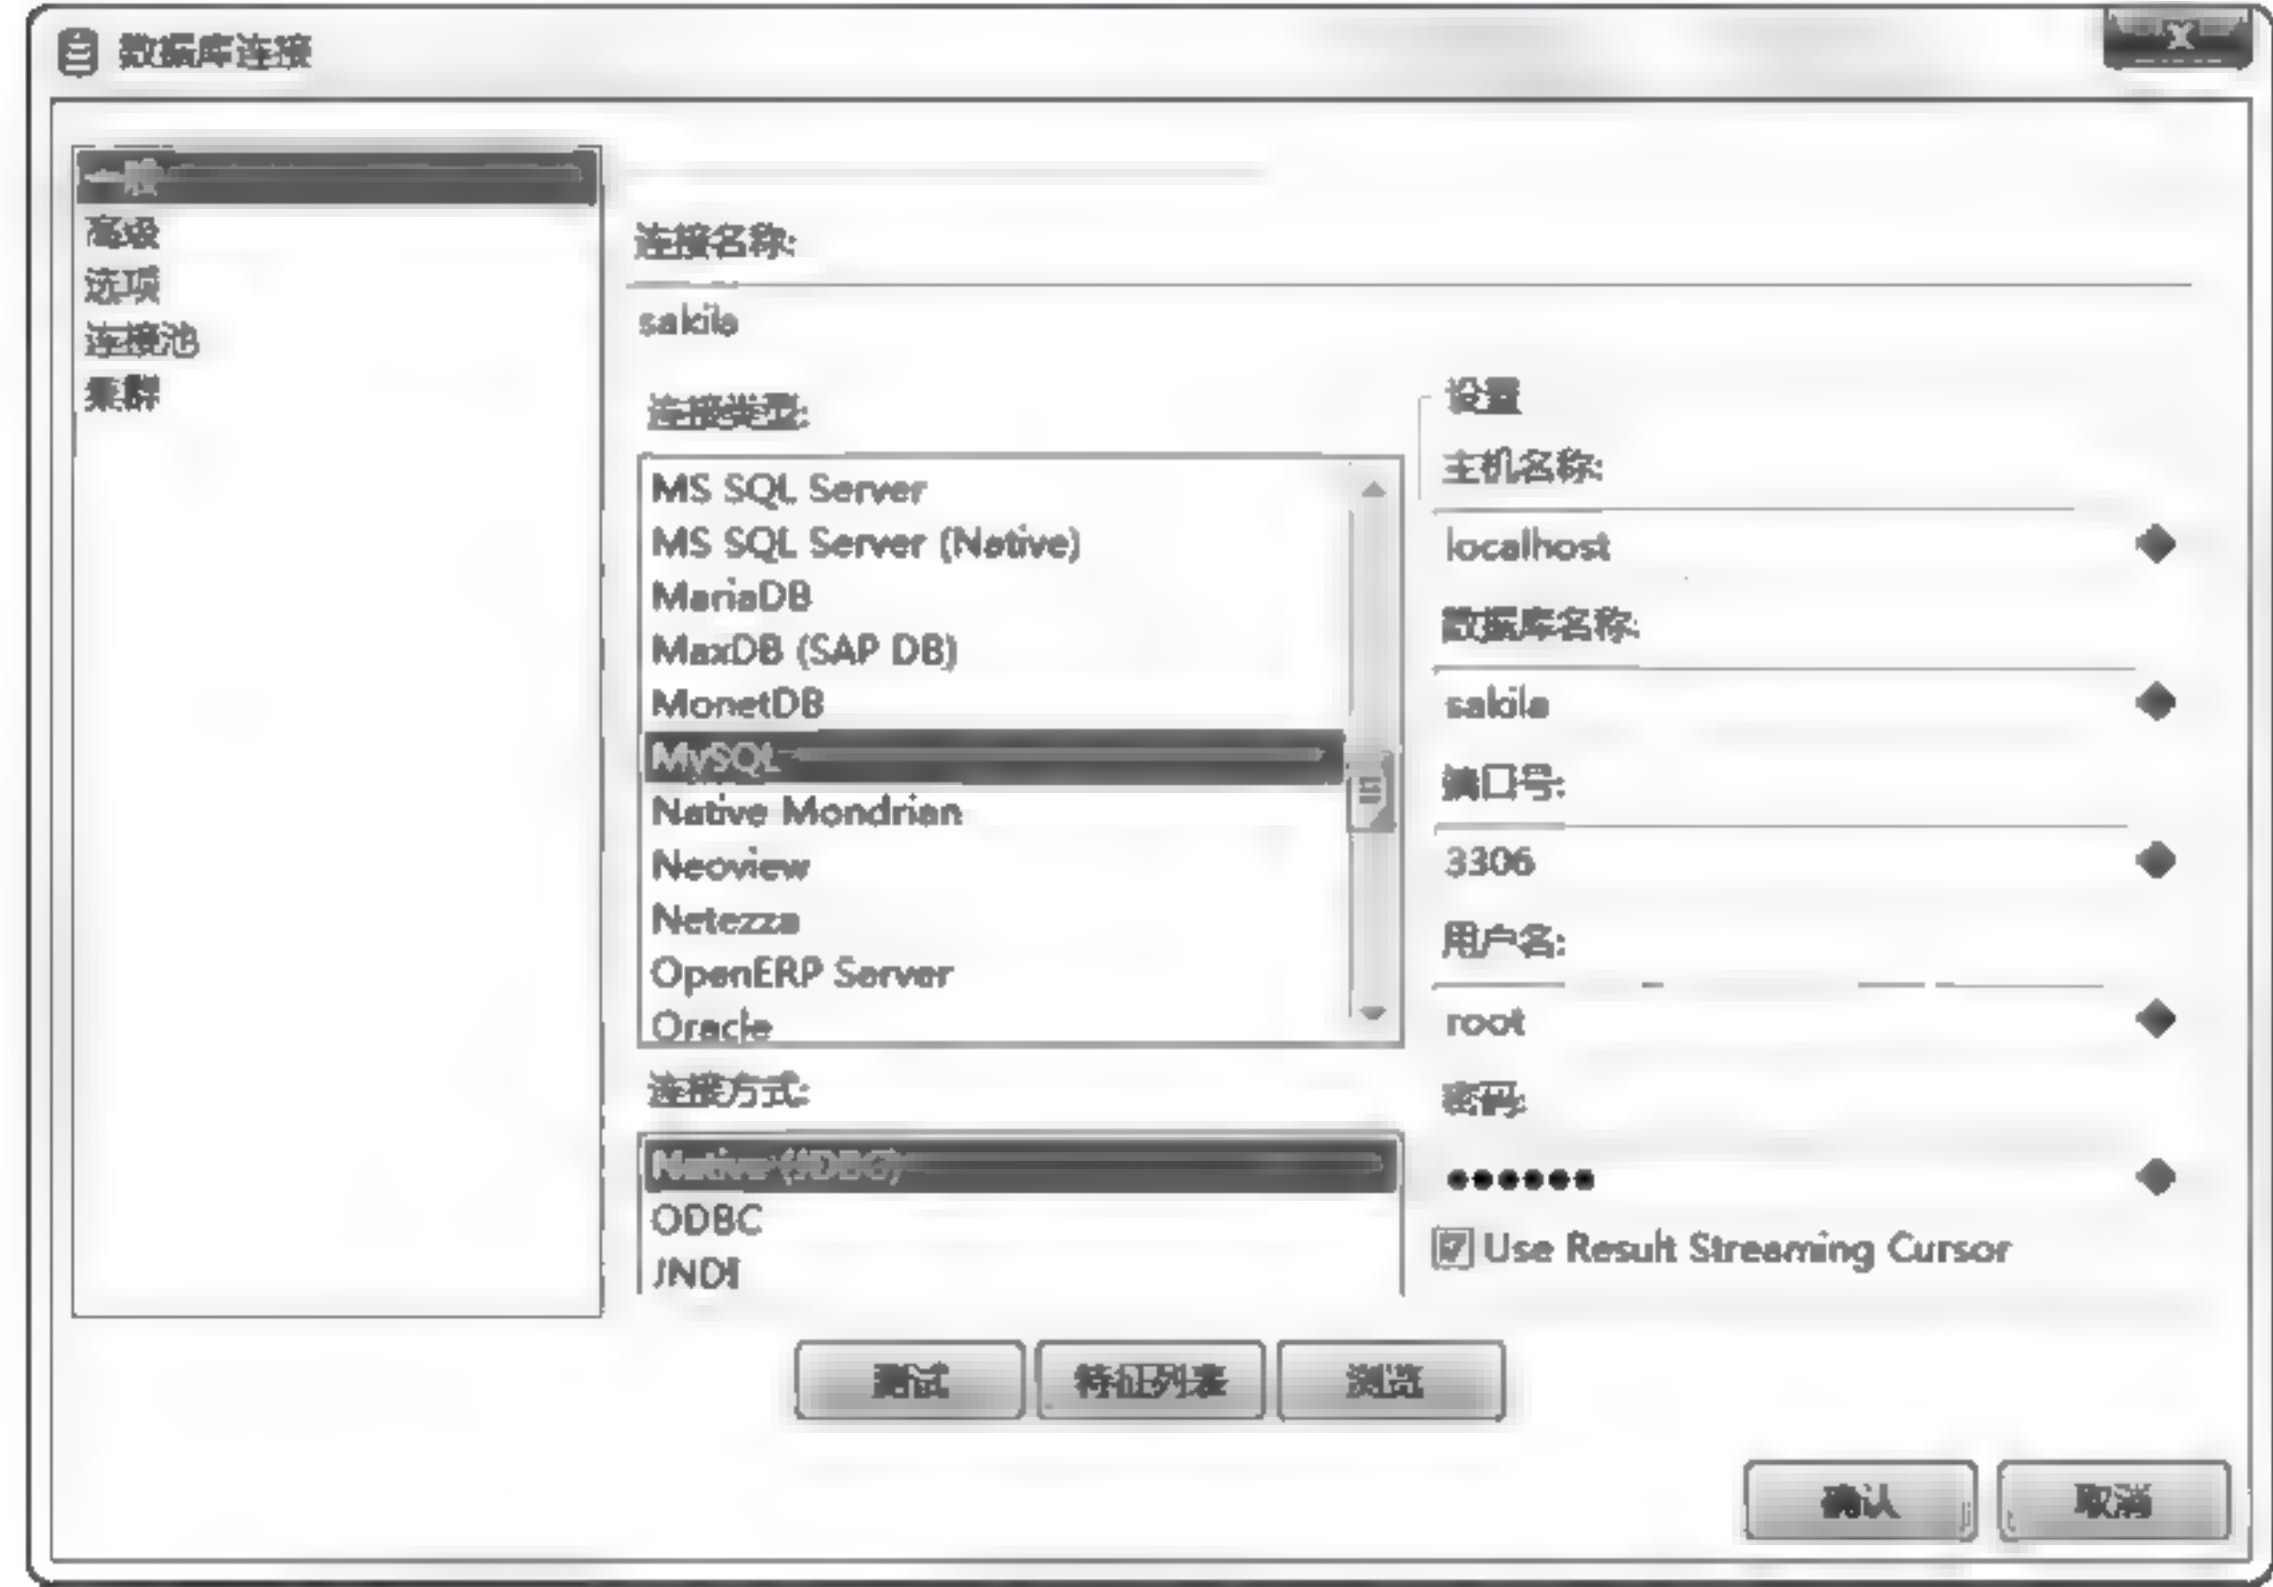 数据库连接
一般
高级
选项
连接池
集群
连接名称:
sakila
连接类型:
MS SQL Server
MS SQL Server (Native)
MariaDB
MaxDB (SAP DB)
MonetDB
MySQL
Native Mondrian
Neoview
Netezza
OpenERP Server
Oracle
连接方式:
Native (JDBC)
ODBC
JNDI
设置
主机名称:
localhost
数据库名称:
sakila
端口号:
3306
用户名:
root
密码:
●●●●●●
Use Result Streaming Cursor
测试 特征列表 浏览
确认 取消